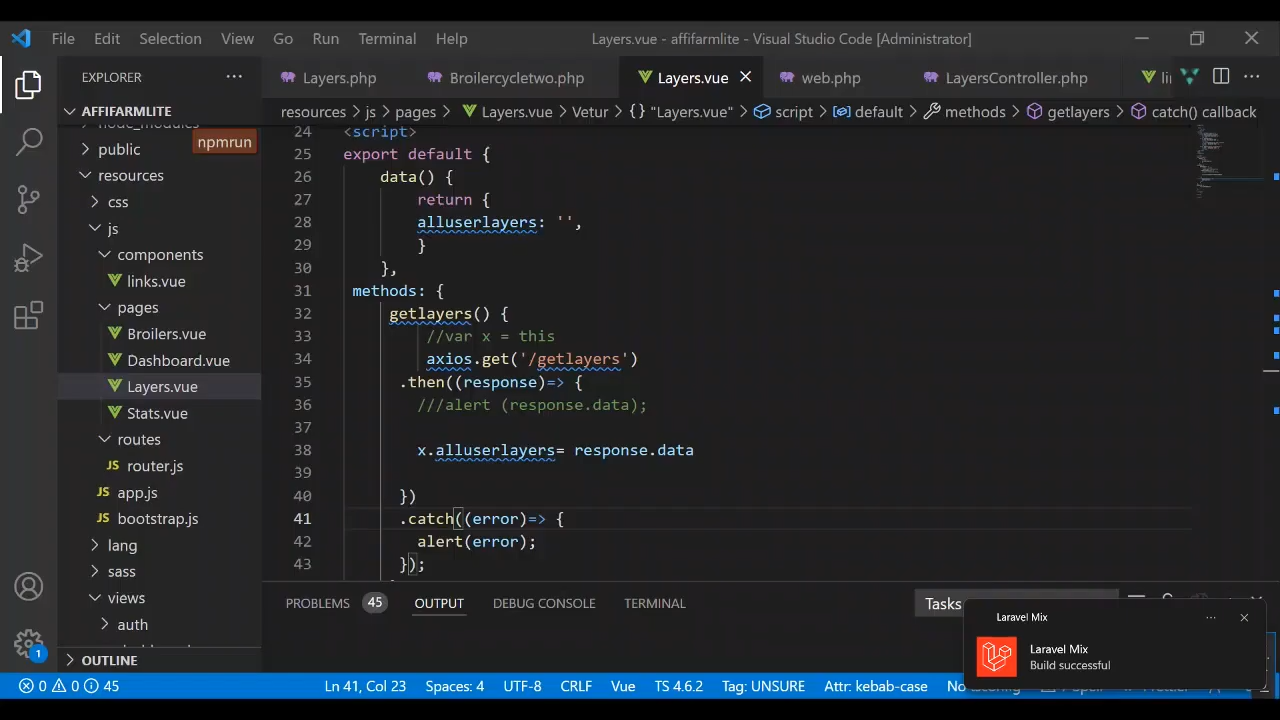 File Edit Selection View Go Run Terminal Help Layers.vue - affifarmlite - Visual Studio Code [Administrator]
EXPLORER
Layers.php Broilercycletwo.php Layers.vue web.php LayersController.php
AFFIFARMLITE
resources > js > pages > Layers.vue > Vetur > {} "Layers.vue" > script > default > methods > getlayers > catch() callback
node_modules
npmrun
public
resources
css
js
components
links.vue
pages
Broilers.vue
Dashboard.vue
Layers.vue
Stats.vue
routes
router.js
app.js
bootstrap.js
lang
sass
views
auth
OUTLINE
24 <script>
25 export default {
26 data() {
27 return {
28 alluserlayers: '',
29 }
30 },
31 methods: {
32 getlayers() {
33 //var x = this
34 axios.get('/getlayers')
35 .then((response)=> {
36 ///alert (response.data);
37
38 x.alluserlayers= response.data
39
40 })
41 .catch((error)=> {
42 alert(error);
43 });
PROBLEMS 45 OUTPUT DEBUG CONSOLE TERMINAL Tasks
Laravel Mix
Laravel Mix
Build successful
1
0 0 45 Ln 41, Col 23 Spaces: 4 UTF-8 CRLF Vue TS 4.6.2 Tag: UNSURE Attr: kebab-case